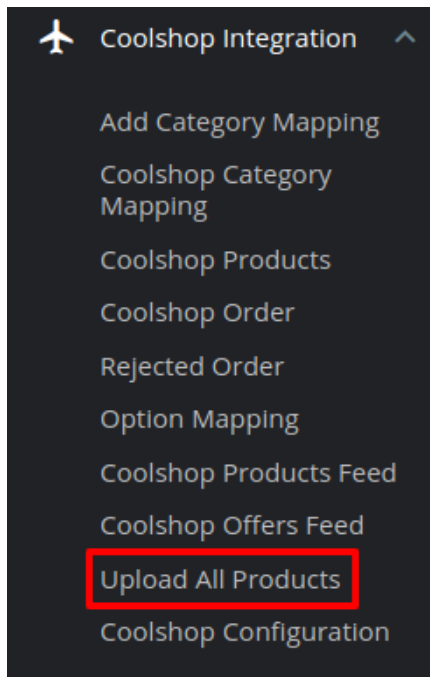 Coolshop Integration
Add Category Mapping
Coolshop Category
Mapping
Coolshop Products
Coolshop Order
Rejected Order
Option Mapping
Coolshop Products Feed
Coolshop Offers Feed
Upload All Products
Coolshop Configuration